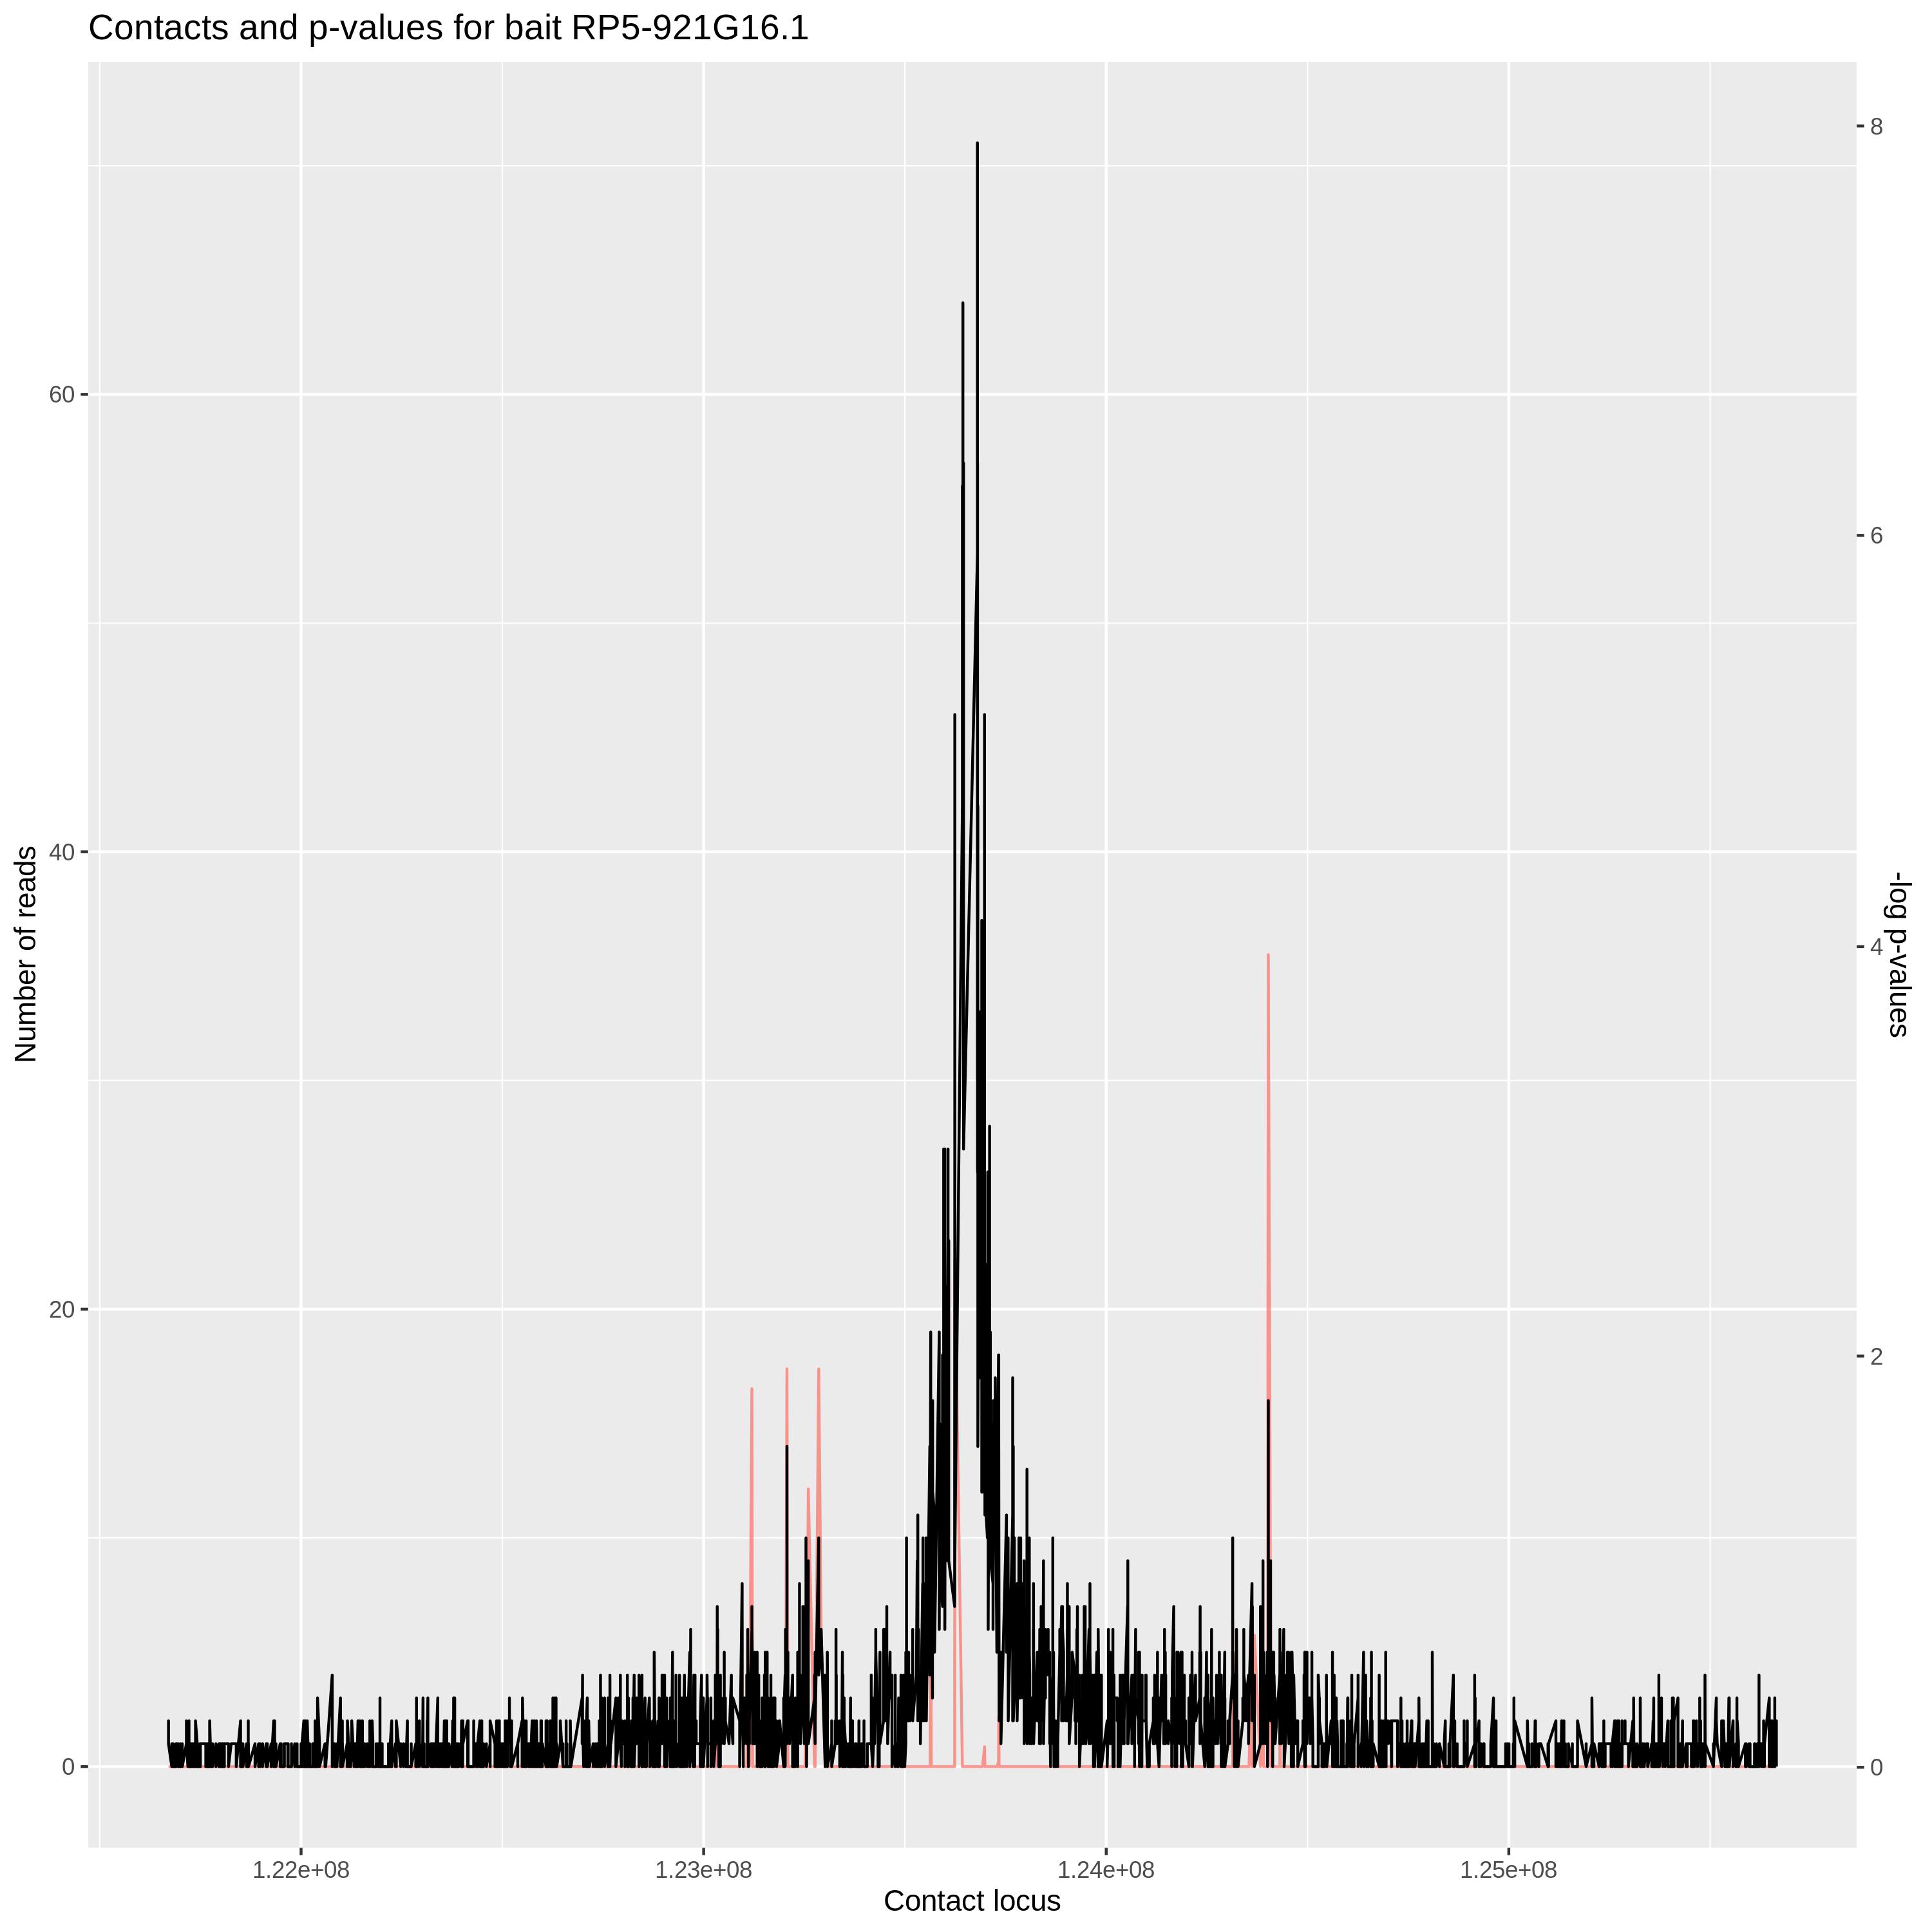 Contacts and p-values for bait RP5-921G16.1
Number of reads
60
40
20
0
8
6
4
2
0
-log p-values
1.22e+08
1.23e+08
1.24e+08
1.25e+08
Contact locus